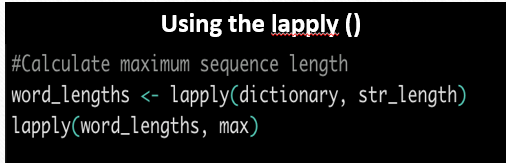 Using the lapply ()
#Calculate maximum sequence length
word_lengths <- lapply(dictionary, str_length)
lapply(word_lengths, max)